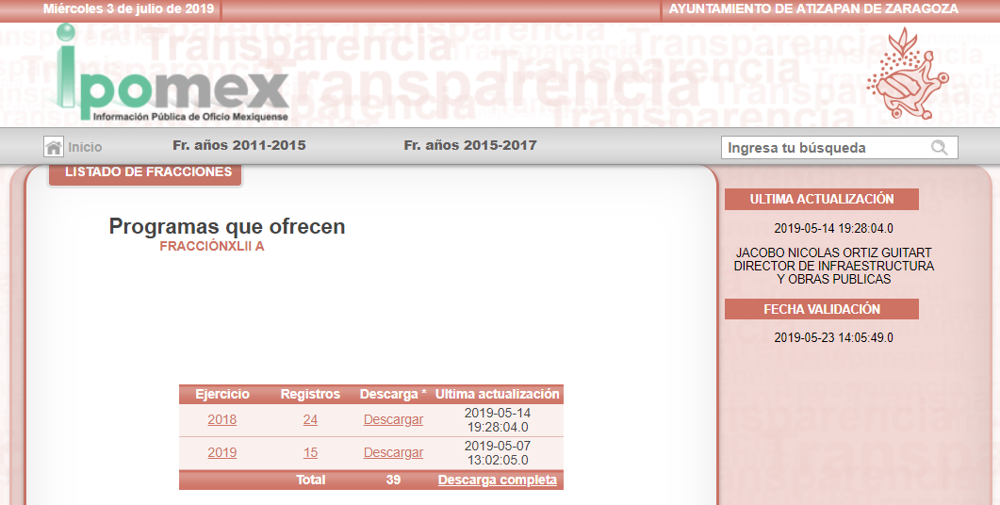 Miércoles 3 de julio de 2019
AYUNTAMIENTO DE ATIZAPAN DE ZARAGOZA
Transparencia
ipomex
Información Pública de Oficio Mexiquense
Inicio
Fr. años 2011-2015
Fr. años 2015-2017
Ingresa tu búsqueda
LISTADO DE FRACCIONES
Programas que ofrecen
FRACCIÓNXLII A
Ejercicio Registros Descarga * Ultima actualización
2018 24 Descargar 2019-05-14 19:28:04.0
2019 15 Descargar 2019-05-07 13:02:05.0
Total 39 Descarga completa
ULTIMA ACTUALIZACIÓN
2019-05-14 19:28:04.0
JACOBO NICOLAS ORTIZ GUITART
DIRECTOR DE INFRAESTRUCTURA
Y OBRAS PUBLICAS
FECHA VALIDACIÓN
2019-05-23 14:05:49.0